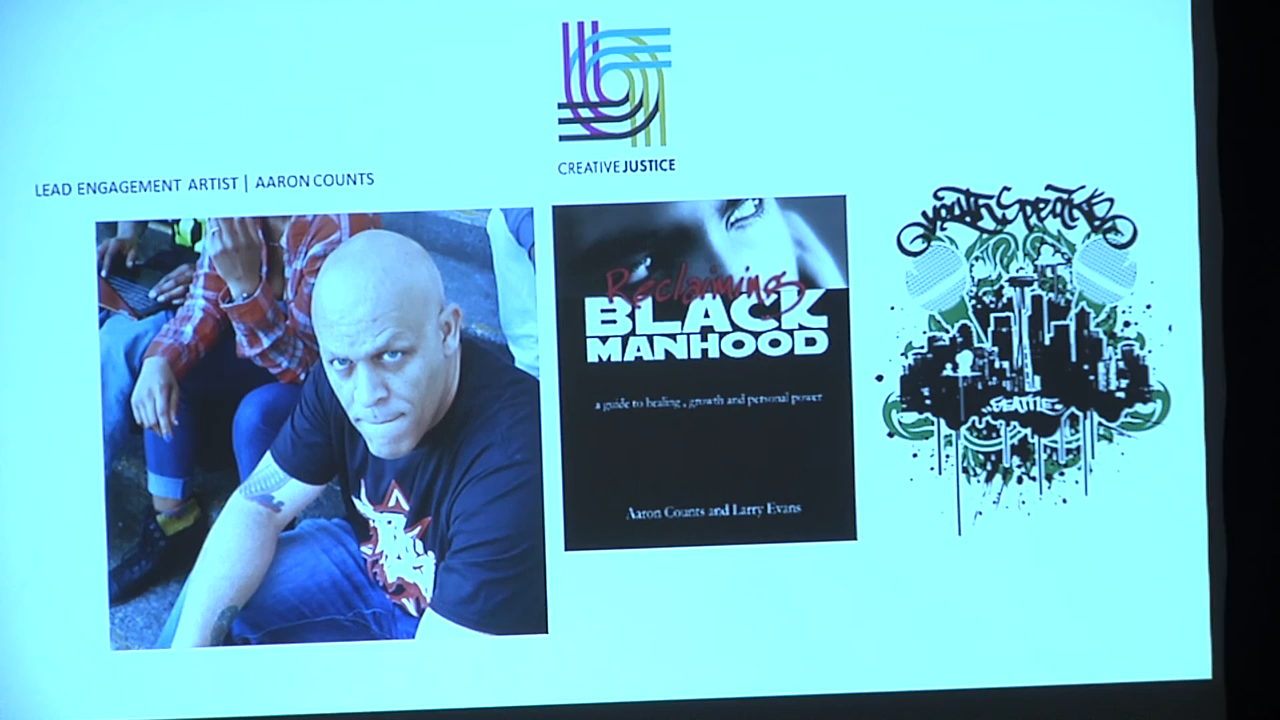 CREATIVE JUSTICE
LEAD ENGAGEMENT ARTIST | AARON COUNTS
Reclaiming
BLACK
MANHOOD
a guide to healing, growth and personal power
Aaron Counts and Larry Evans
Youth Speaks
SEATTLE